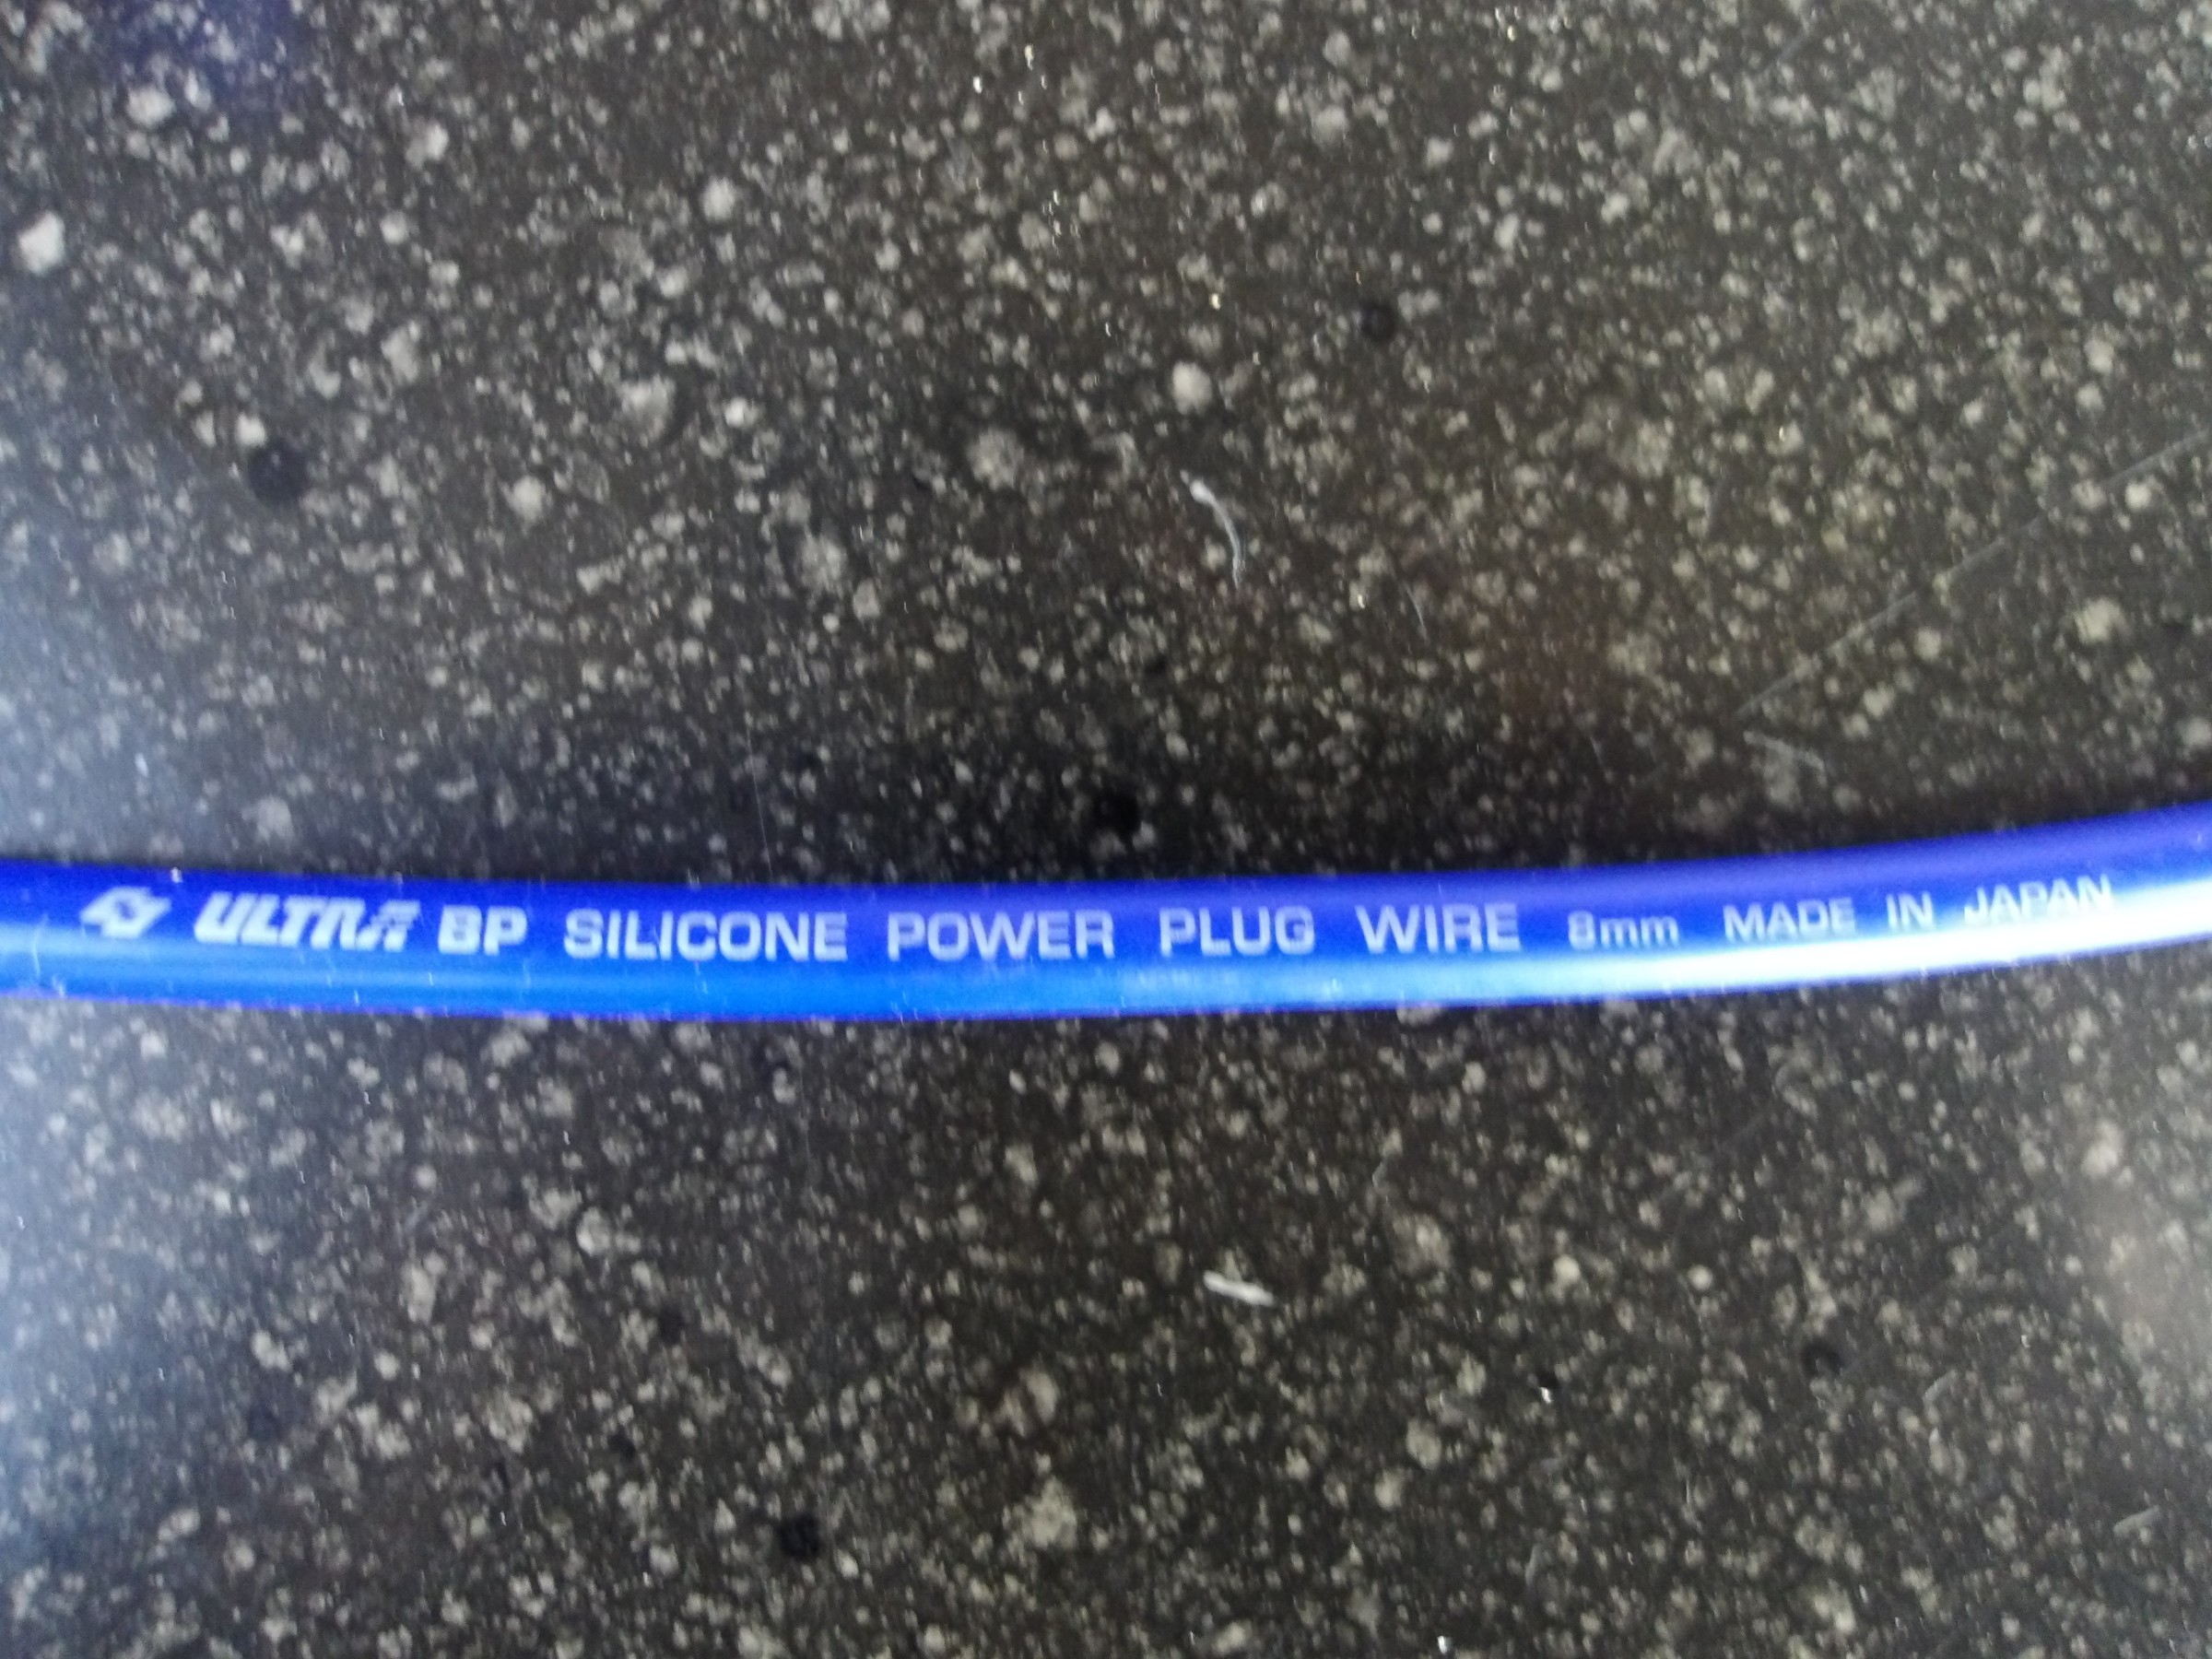 ULTRA BP SILICONE POWER PLUG WIRE 8mm MADE IN JAPAN